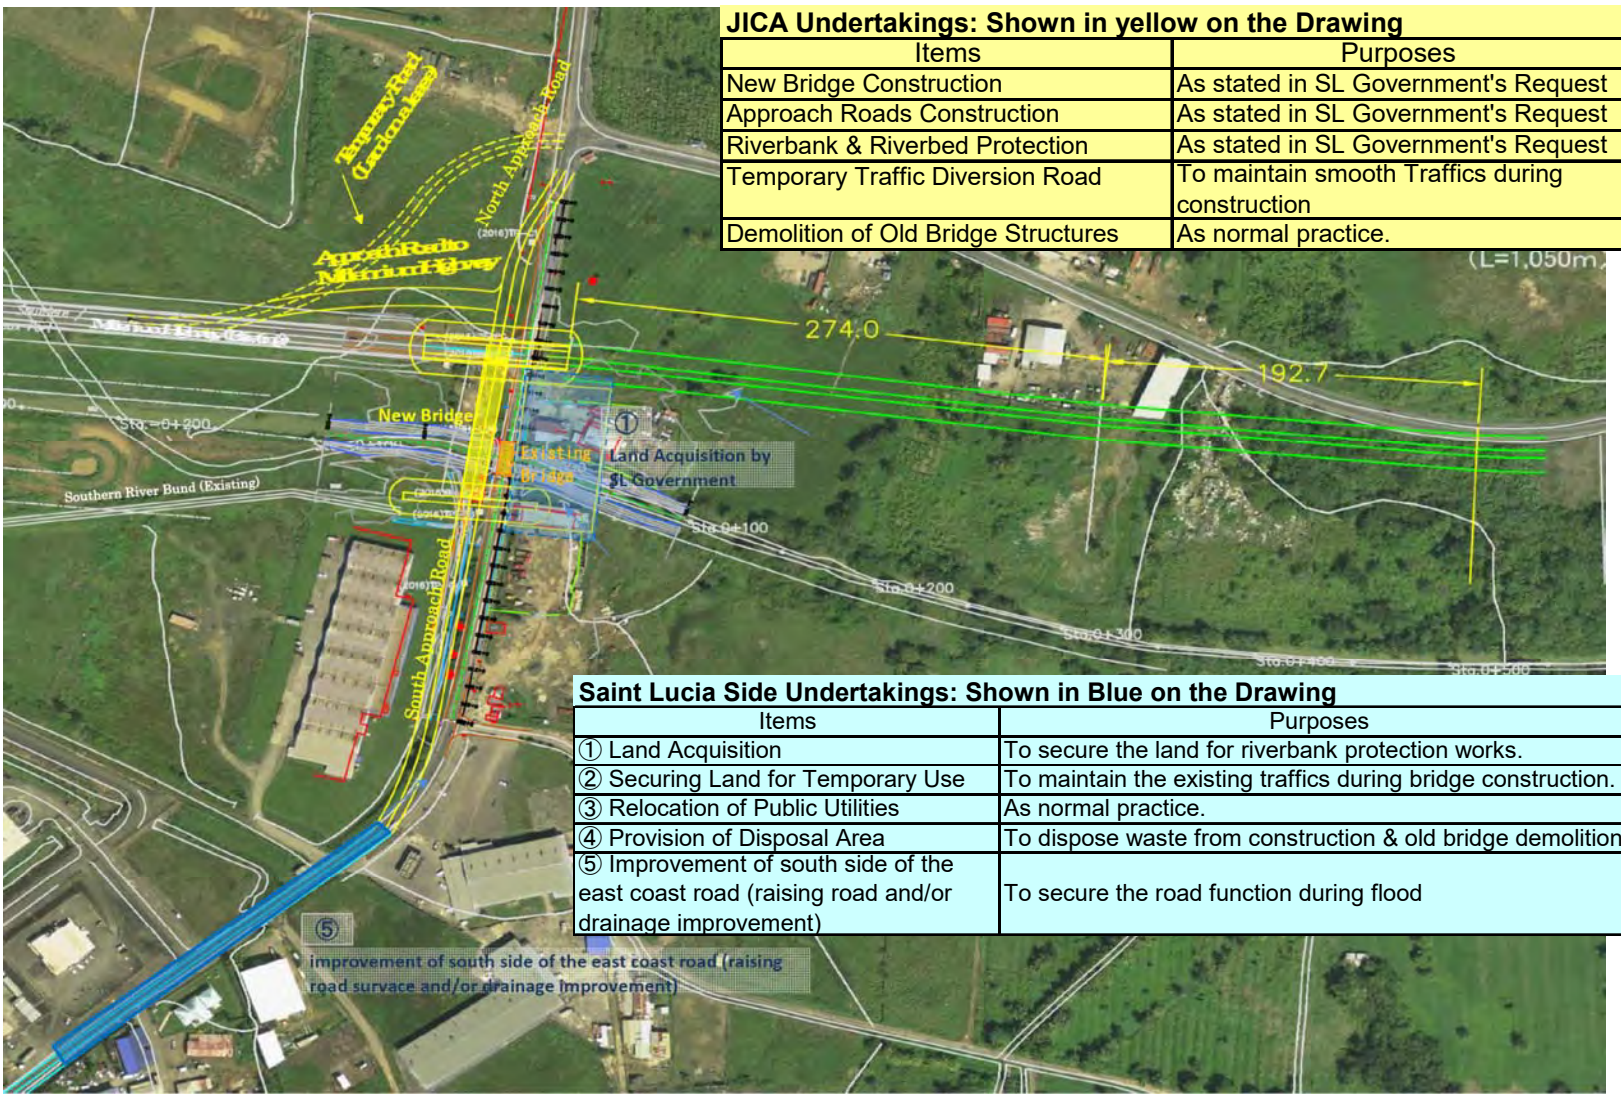 JICA Undertakings: Shown in yellow on the Drawing
Items Purposes
New Bridge Construction As stated in SL Government's Request
Approach Roads Construction As stated in SL Government's Request
Riverbank & Riverbed Protection As stated in SL Government's Request
Temporary Traffic Diversion Road To maintain smooth Traffics during
construction
Demolition of Old Bridge Structures As normal practice.
(L=1,050m)
Temporary Road
North Approach Road
(2016)
Approach Road to
Millennium Highway
274.0
192.7
New Bridge
Sta.-0+200
①
Existing
Bridge
Land Acquisition by
SL Government
Southern River Bund (Existing)
Sta.0+100
Sta.0+200
Sta.0+300
Sta.0+400
Sta.0+500
South Approach Road
Saint Lucia Side Undertakings: Shown in Blue on the Drawing
Items Purposes
① Land Acquisition To secure the land for riverbank protection works.
② Securing Land for Temporary Use To maintain the existing traffics during bridge construction.
③ Relocation of Public Utilities As normal practice.
④ Provision of Disposal Area To dispose waste from construction & old bridge demolition
⑤ Improvement of south side of the
east coast road (raising road and/or
drainage improvement) To secure the road function during flood
⑤
improvement of south side of the east coast road (raising
road survace and/or drainage improvement)